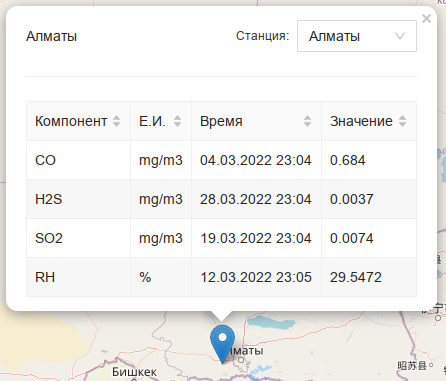 Алматы
Станция: Алматы
Компонент Е.И. Время Значение
CO mg/m3 04.03.2022 23:04 0.684
H2S mg/m3 28.03.2022 23:04 0.0037
SO2 mg/m3 19.03.2022 23:04 0.0074
RH % 12.03.2022 23:05 29.5472
Бишкек
昭苏县